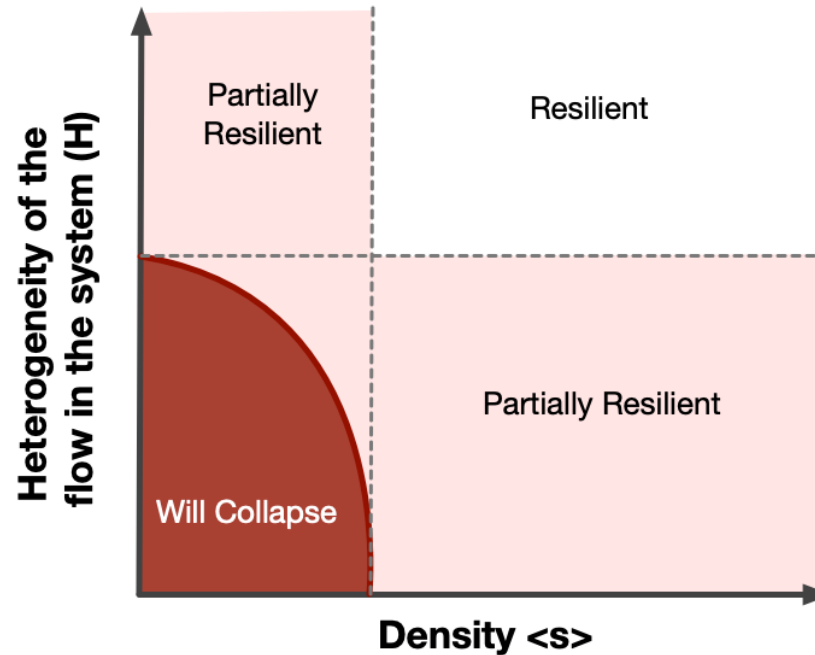 Heterogeneity of the
flow in the system (H)
Partially
Resilient
Resilient
Partially Resilient
Will Collapse
Density <s>